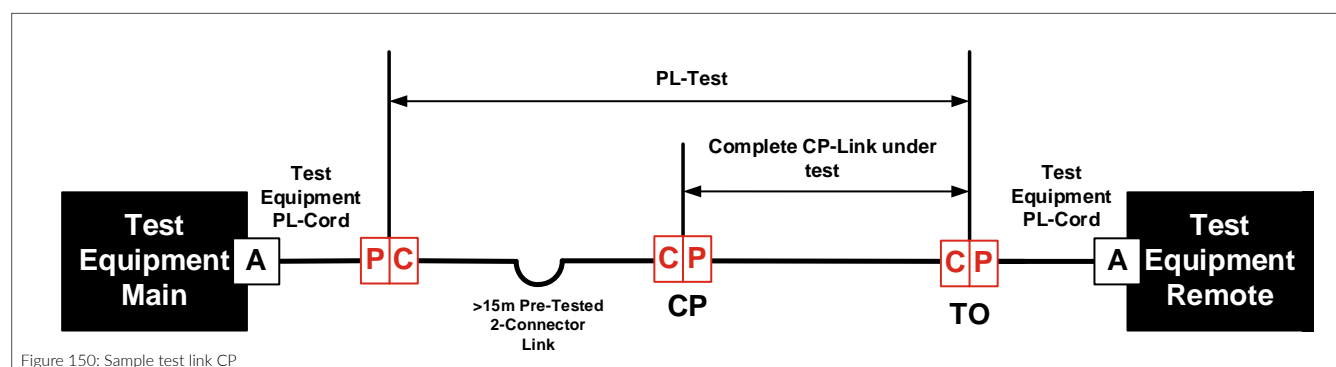 PL-Test
Complete CP-Link under
test
Test
Equipment
PL-Cord
Test
Equipment
PL-Cord
Test
Equipment
Main
A
P C
C P
C P
A
Test
Equipment
Remote
>15m Pre-Tested
2-Connector
Link
CP
TO
Figure 150: Sample test link CP